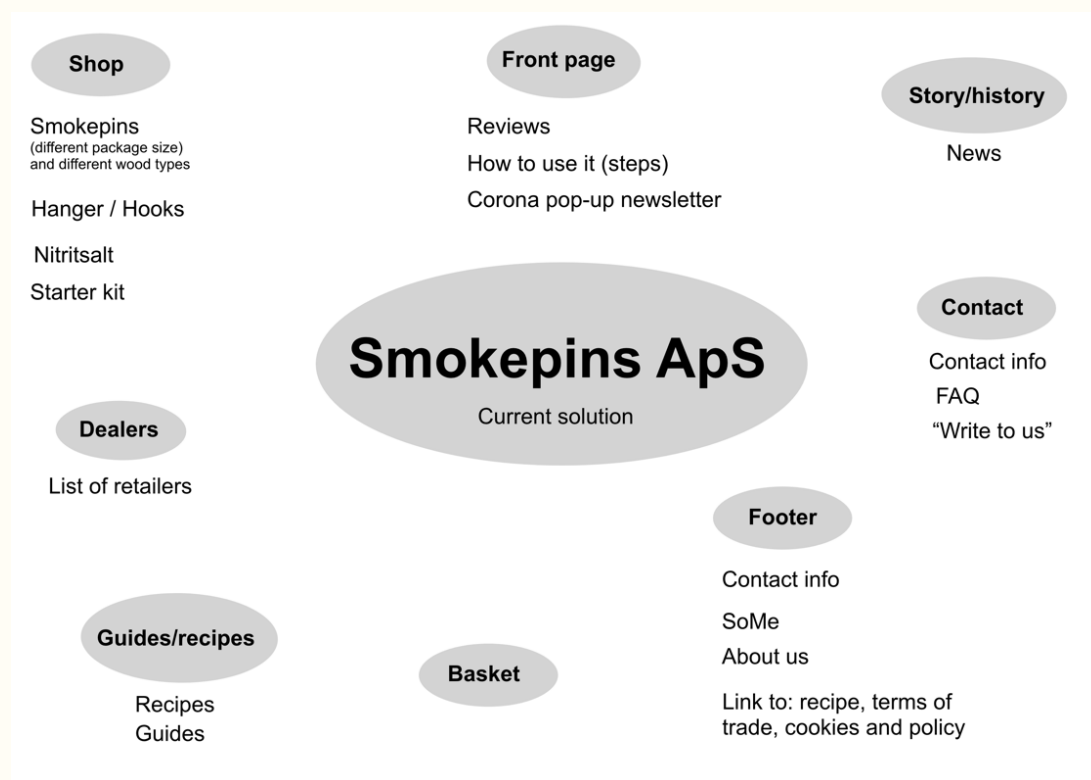 Shop
Smokepins
(different package size)
and different wood types
Hanger / Hooks
Nitritsalt
Starter kit
Front page
Reviews
How to use it (steps)
Corona pop-up newsletter
Story/history
News
Smokepins ApS
Current solution
Contact
Contact info
FAQ
“Write to us”
Dealers
List of retailers
Footer
Contact info
SoMe
About us
Link to: recipe, terms of
trade, cookies and policy
Guides/recipes
Recipes
Guides
Basket